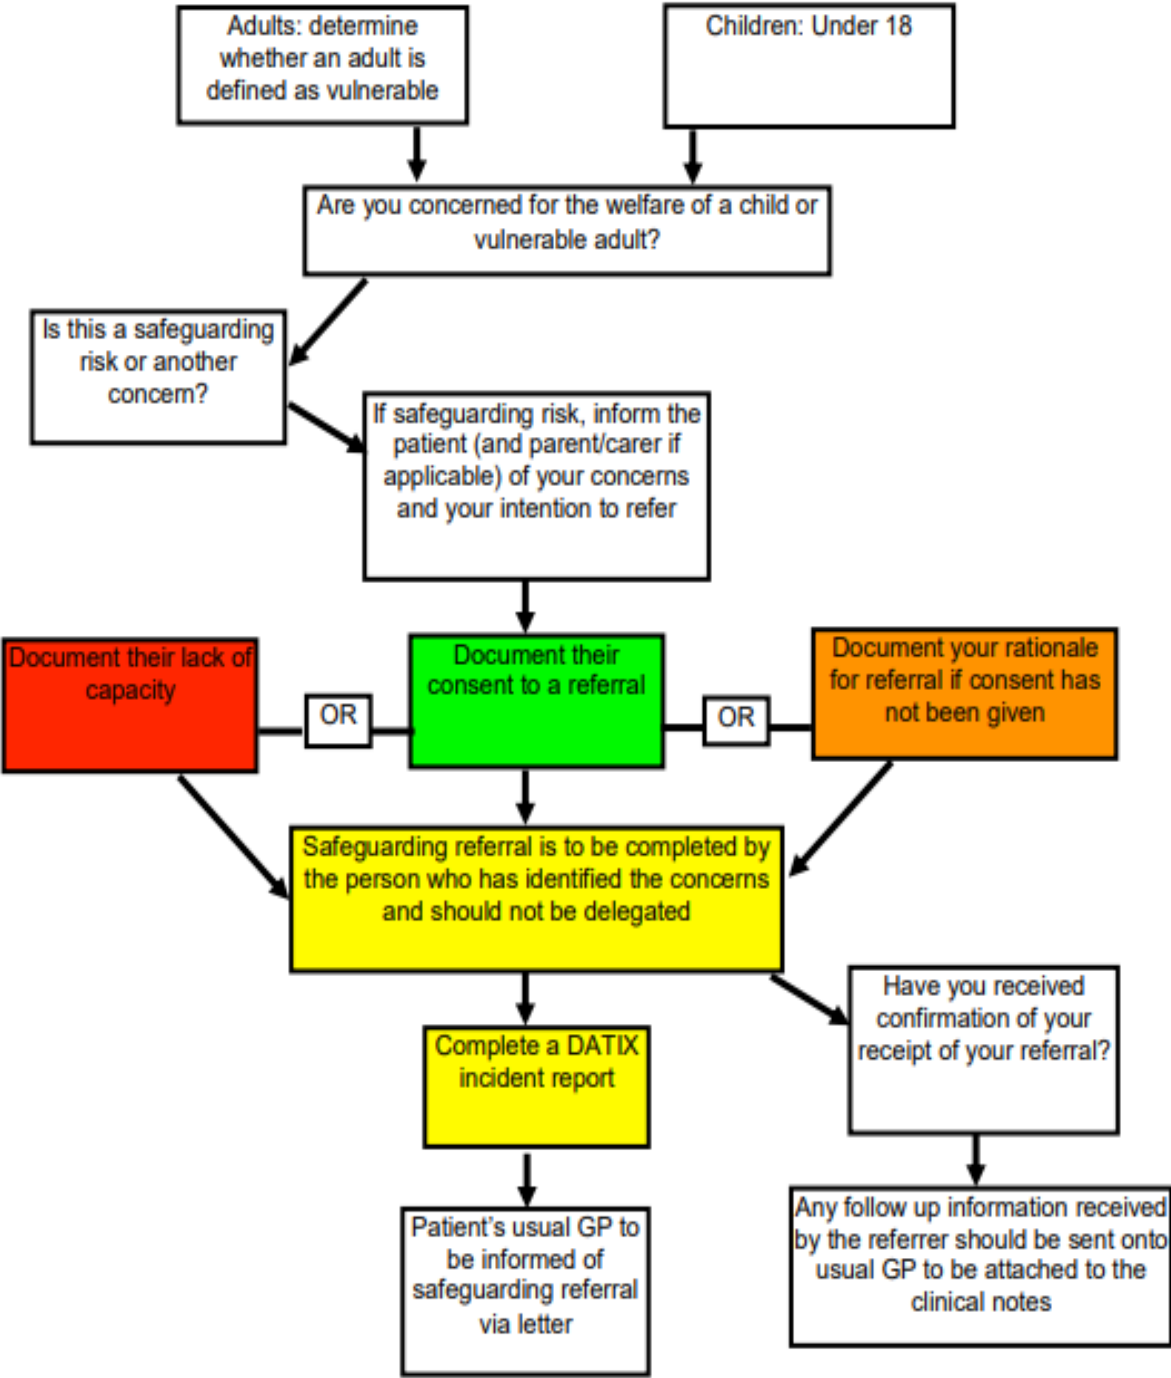 Adults: determine
whether an adult is
defined as vulnerable
Children: Under 18
Are you concerned for the welfare of a child or
vulnerable adult?
Is this a safeguarding
risk or another
concern?
If safeguarding risk, inform the
patient (and parent/carer if
applicable) of your concerns
and your intention to refer
Document their lack of
capacity
OR
Document their
consent to a referral
OR
Document your rationale
for referral if consent has
not been given
Safeguarding referral is to be completed by
the person who has identified the concerns
and should not be delegated
Complete a DATIX
incident report
Have you received
confirmation of your
receipt of your referral?
Patient’s usual GP to
be informed of
safeguarding referral
via letter
Any follow up information received
by the referrer should be sent onto
usual GP to be attached to the
clinical notes